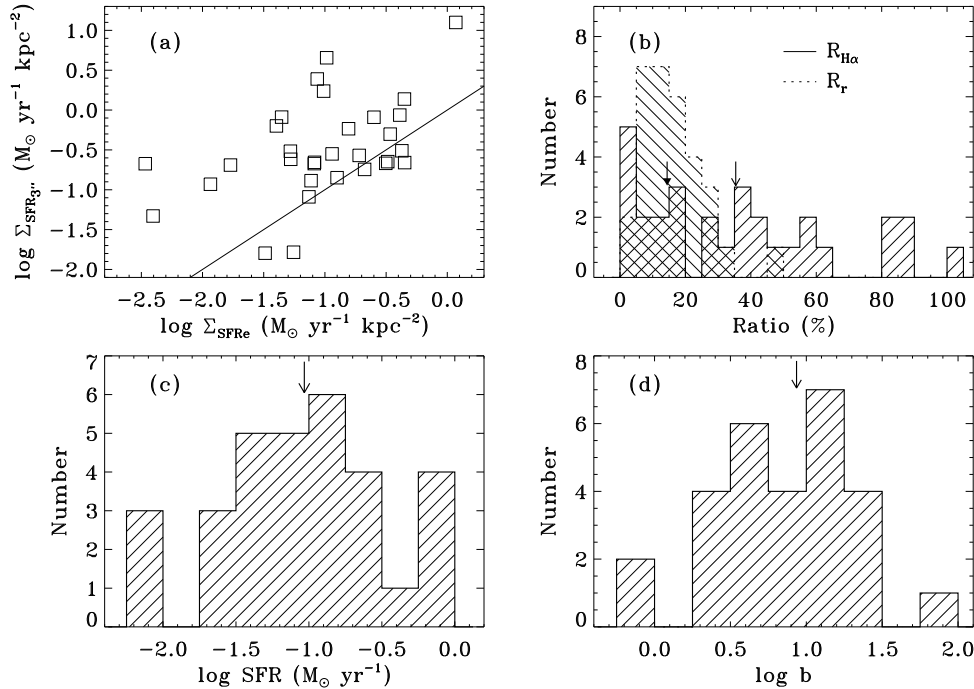 (a)
1.0
0.5
0.0
−0.5
−1.0
−1.5
−2.0
log Σ_SFR3″ (M⊙ yr⁻¹ kpc⁻²)
−2.5 −2.0 −1.5 −1.0 −0.5 0.0
log Σ_SFRe (M⊙ yr⁻¹ kpc⁻²)
(b)
R_Hα
R_r
8
6
4
2
0
Number
0 20 40 60 80 100
Ratio (%)
(c)
7
6
5
4
3
2
1
0
Number
−2.0 −1.5 −1.0 −0.5 0.0
log SFR (M⊙ yr⁻¹)
(d)
8
6
4
2
0
Number
0.0 0.5 1.0 1.5 2.0
log b